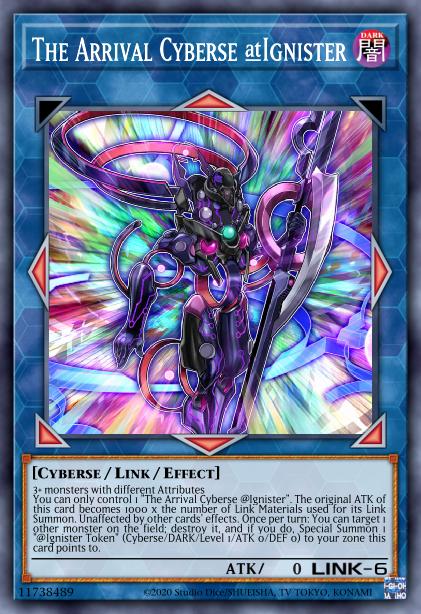 The Arrival Cyberse @Ignister
DARK
闇
[Cyberse / Link / Effect]
3+ monsters with different Attributes
You can only control 1 "The Arrival Cyberse @Ignister". The original ATK of
this card becomes 1000 x the number of Link Materials used for its Link
Summon. Unaffected by other cards' effects. Once per turn: You can target 1
other monster on the field; destroy it, and if you do, Special Summon 1
"@Ignister Token" (Cyberse/DARK/Level 1/ATK 0/DEF 0) to your zone this
card points to.
ATK/ 0 LINK-6
11738489 ©2020 Studio Dice/SHUEISHA, TV TOKYO, KONAMI